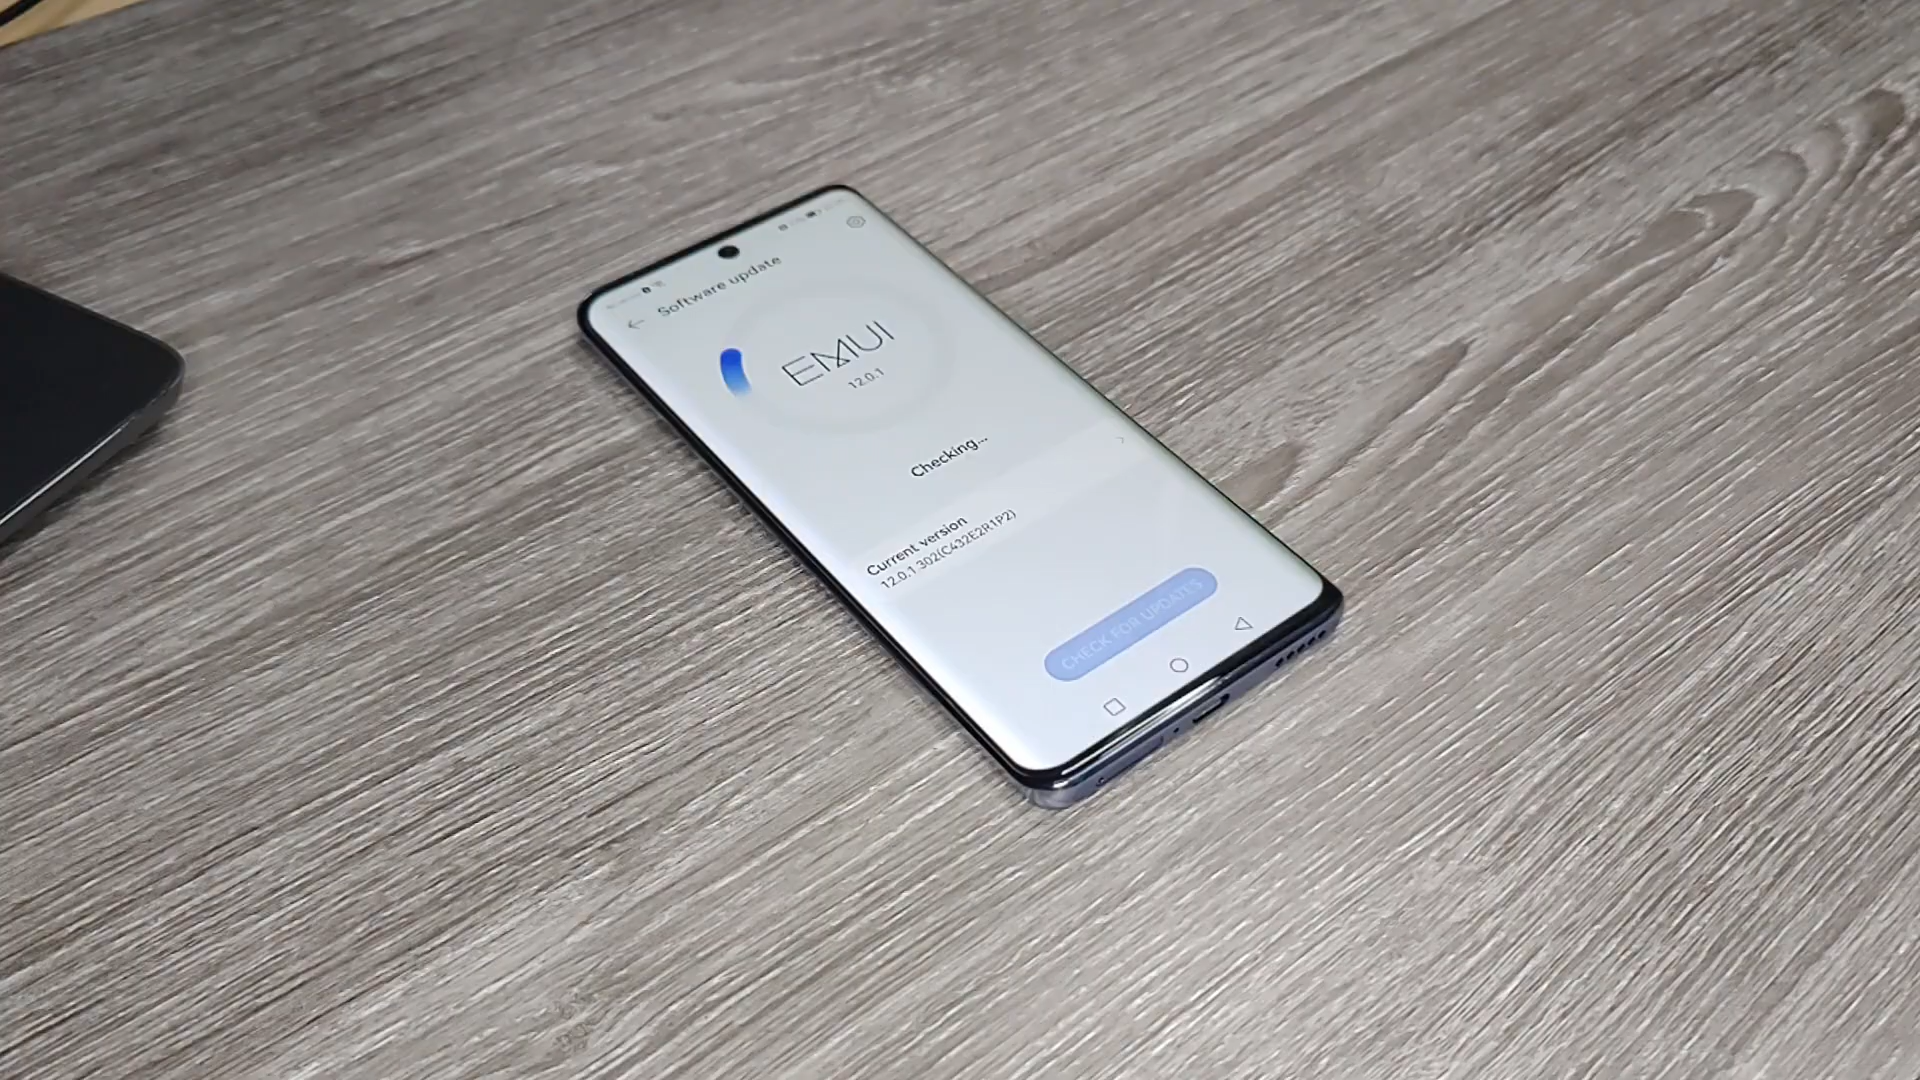 Software update
EMUI
12.0.1
Checking...
Current version
12.0.1.302(C432E2R1P2)
CHECK FOR UPDATES